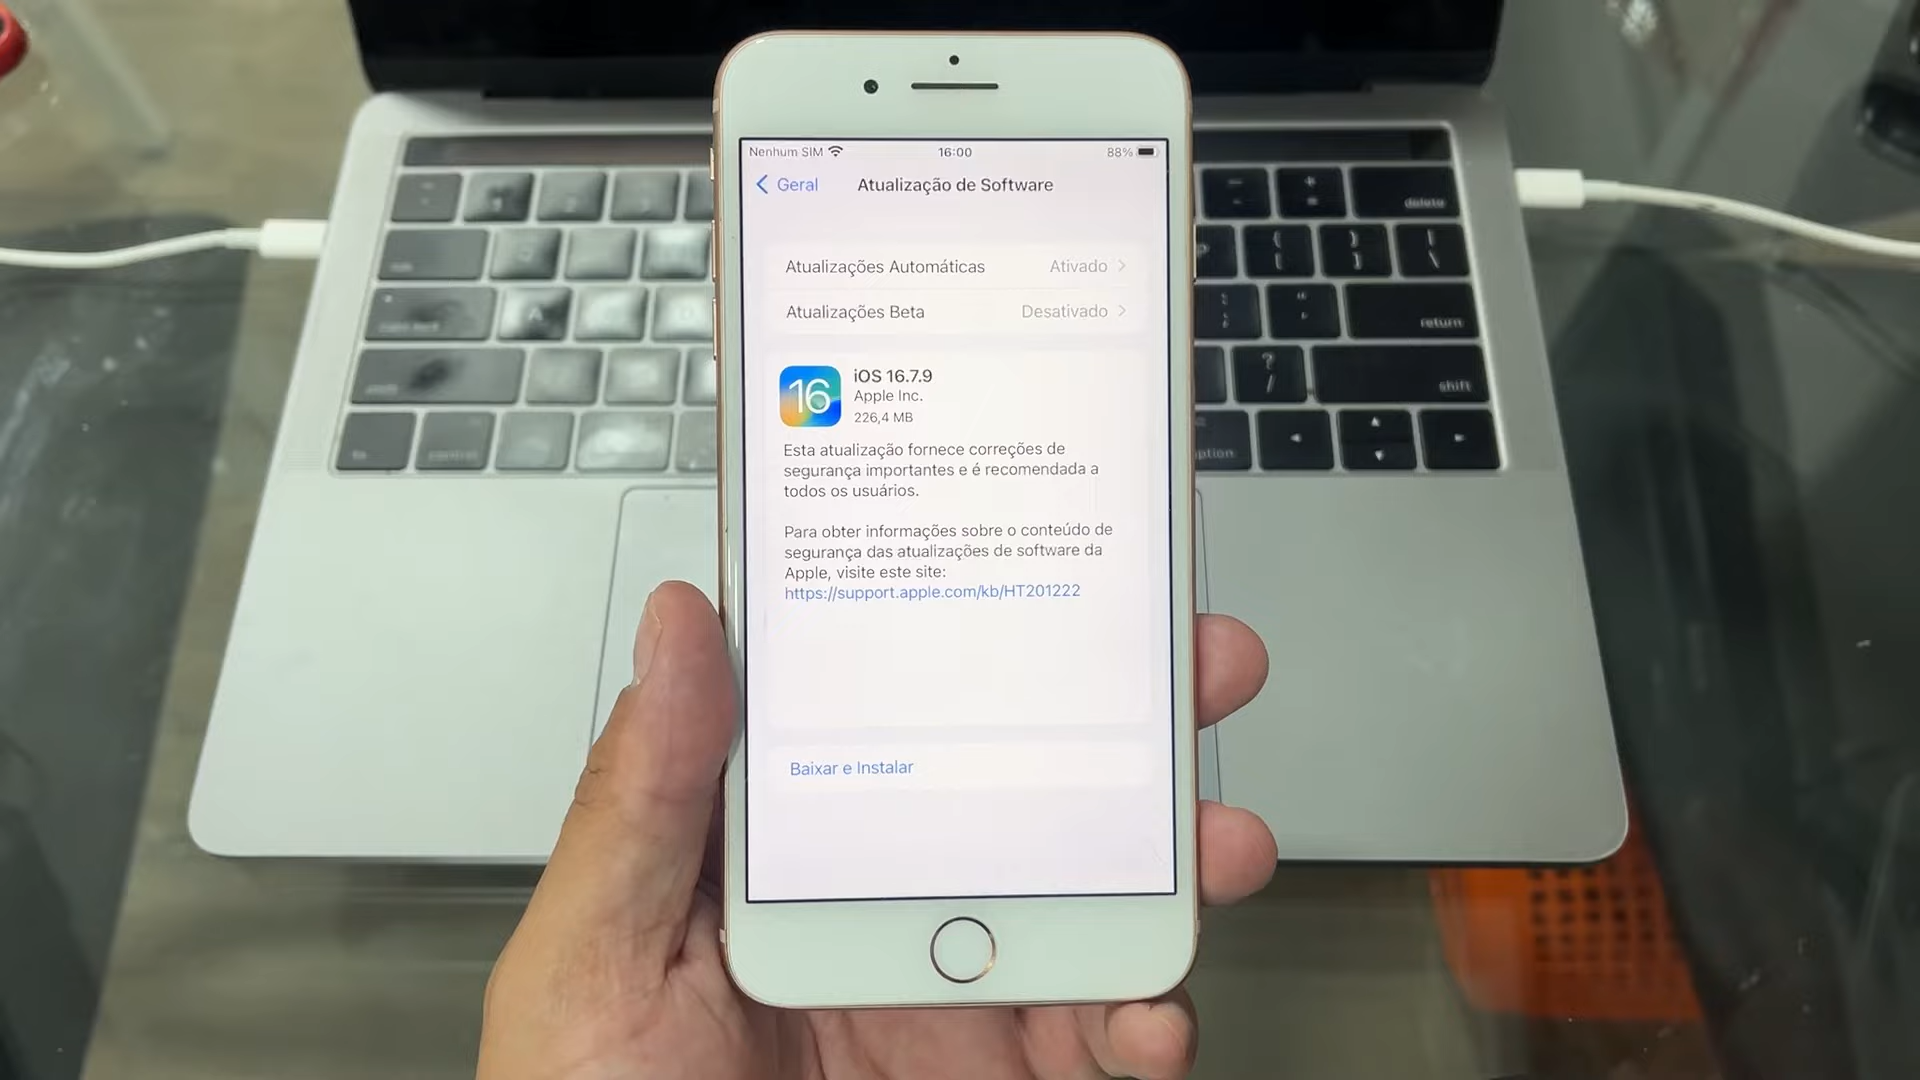 Nenhum SIM 16:00 88%
Geral Atualização de Software
Atualizações Automáticas Ativado
Atualizações Beta Desativado
16
iOS 16.7.9
Apple Inc.
226,4 MB
Esta atualização fornece correções de
segurança importantes e é recomendada a
todos os usuários.
Para obter informações sobre o conteúdo de
segurança das atualizações de software da
Apple, visite este site:
https://support.apple.com/kb/HT201222
Baixar e Instalar
delete
{ [
} ]
| \
A
return
? /
shift
control